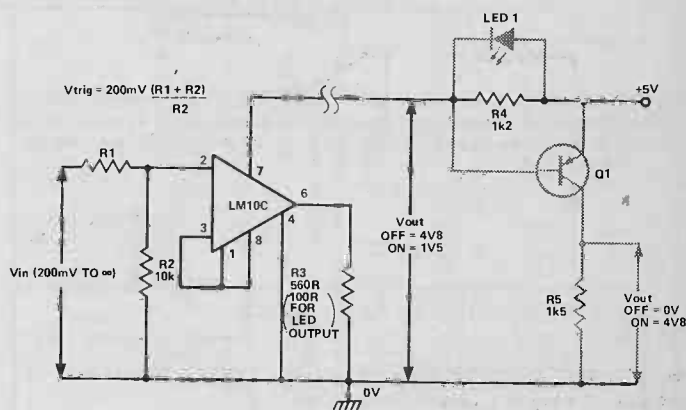 LED 1
Vtrig = 200mV (R1 + R2)
R2
+5V
R4
1k2
R1
2
7
Q1
LM10C
6
3
4
1
8
Vout
OFF = 4V8
ON = 1V5
Vin (200mV TO ∞)
R2
10k
R3
560R
(100R
FOR
LED
OUTPUT)
R5
1k5
Vout
OFF = 0V
ON = 4V8
0V